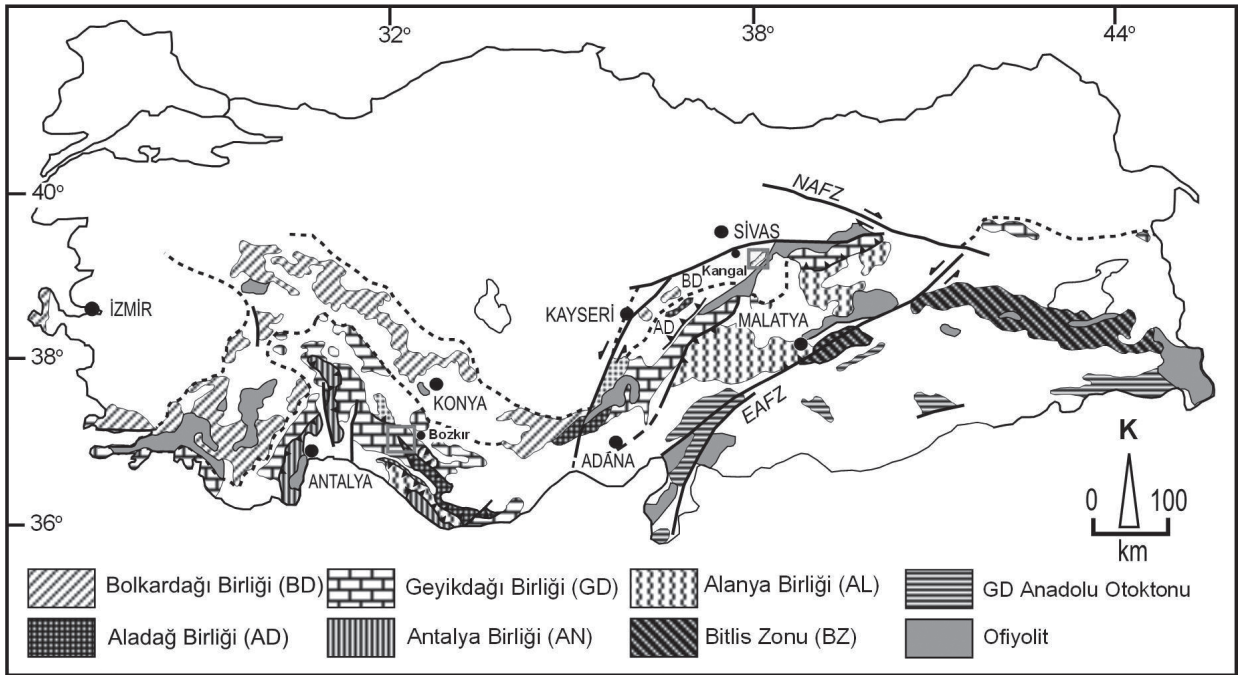 32° 38° 44°
40°
NAFZ
SİVAS
Kangal
BD
İZMİR
KAYSERİ
AD
MALATYA
38°
KONYA
Bozkır
EAFZ
ADANA
K
ANTALYA
0 100
km
36°
Bolkardağı Birliği (BD) Geyikdağı Birliği (GD) Alanya Birliği (AL) GD Anadolu Otoktonu
Aladağ Birliği (AD) Antalya Birliği (AN) Bitlis Zonu (BZ) Ofiyolit